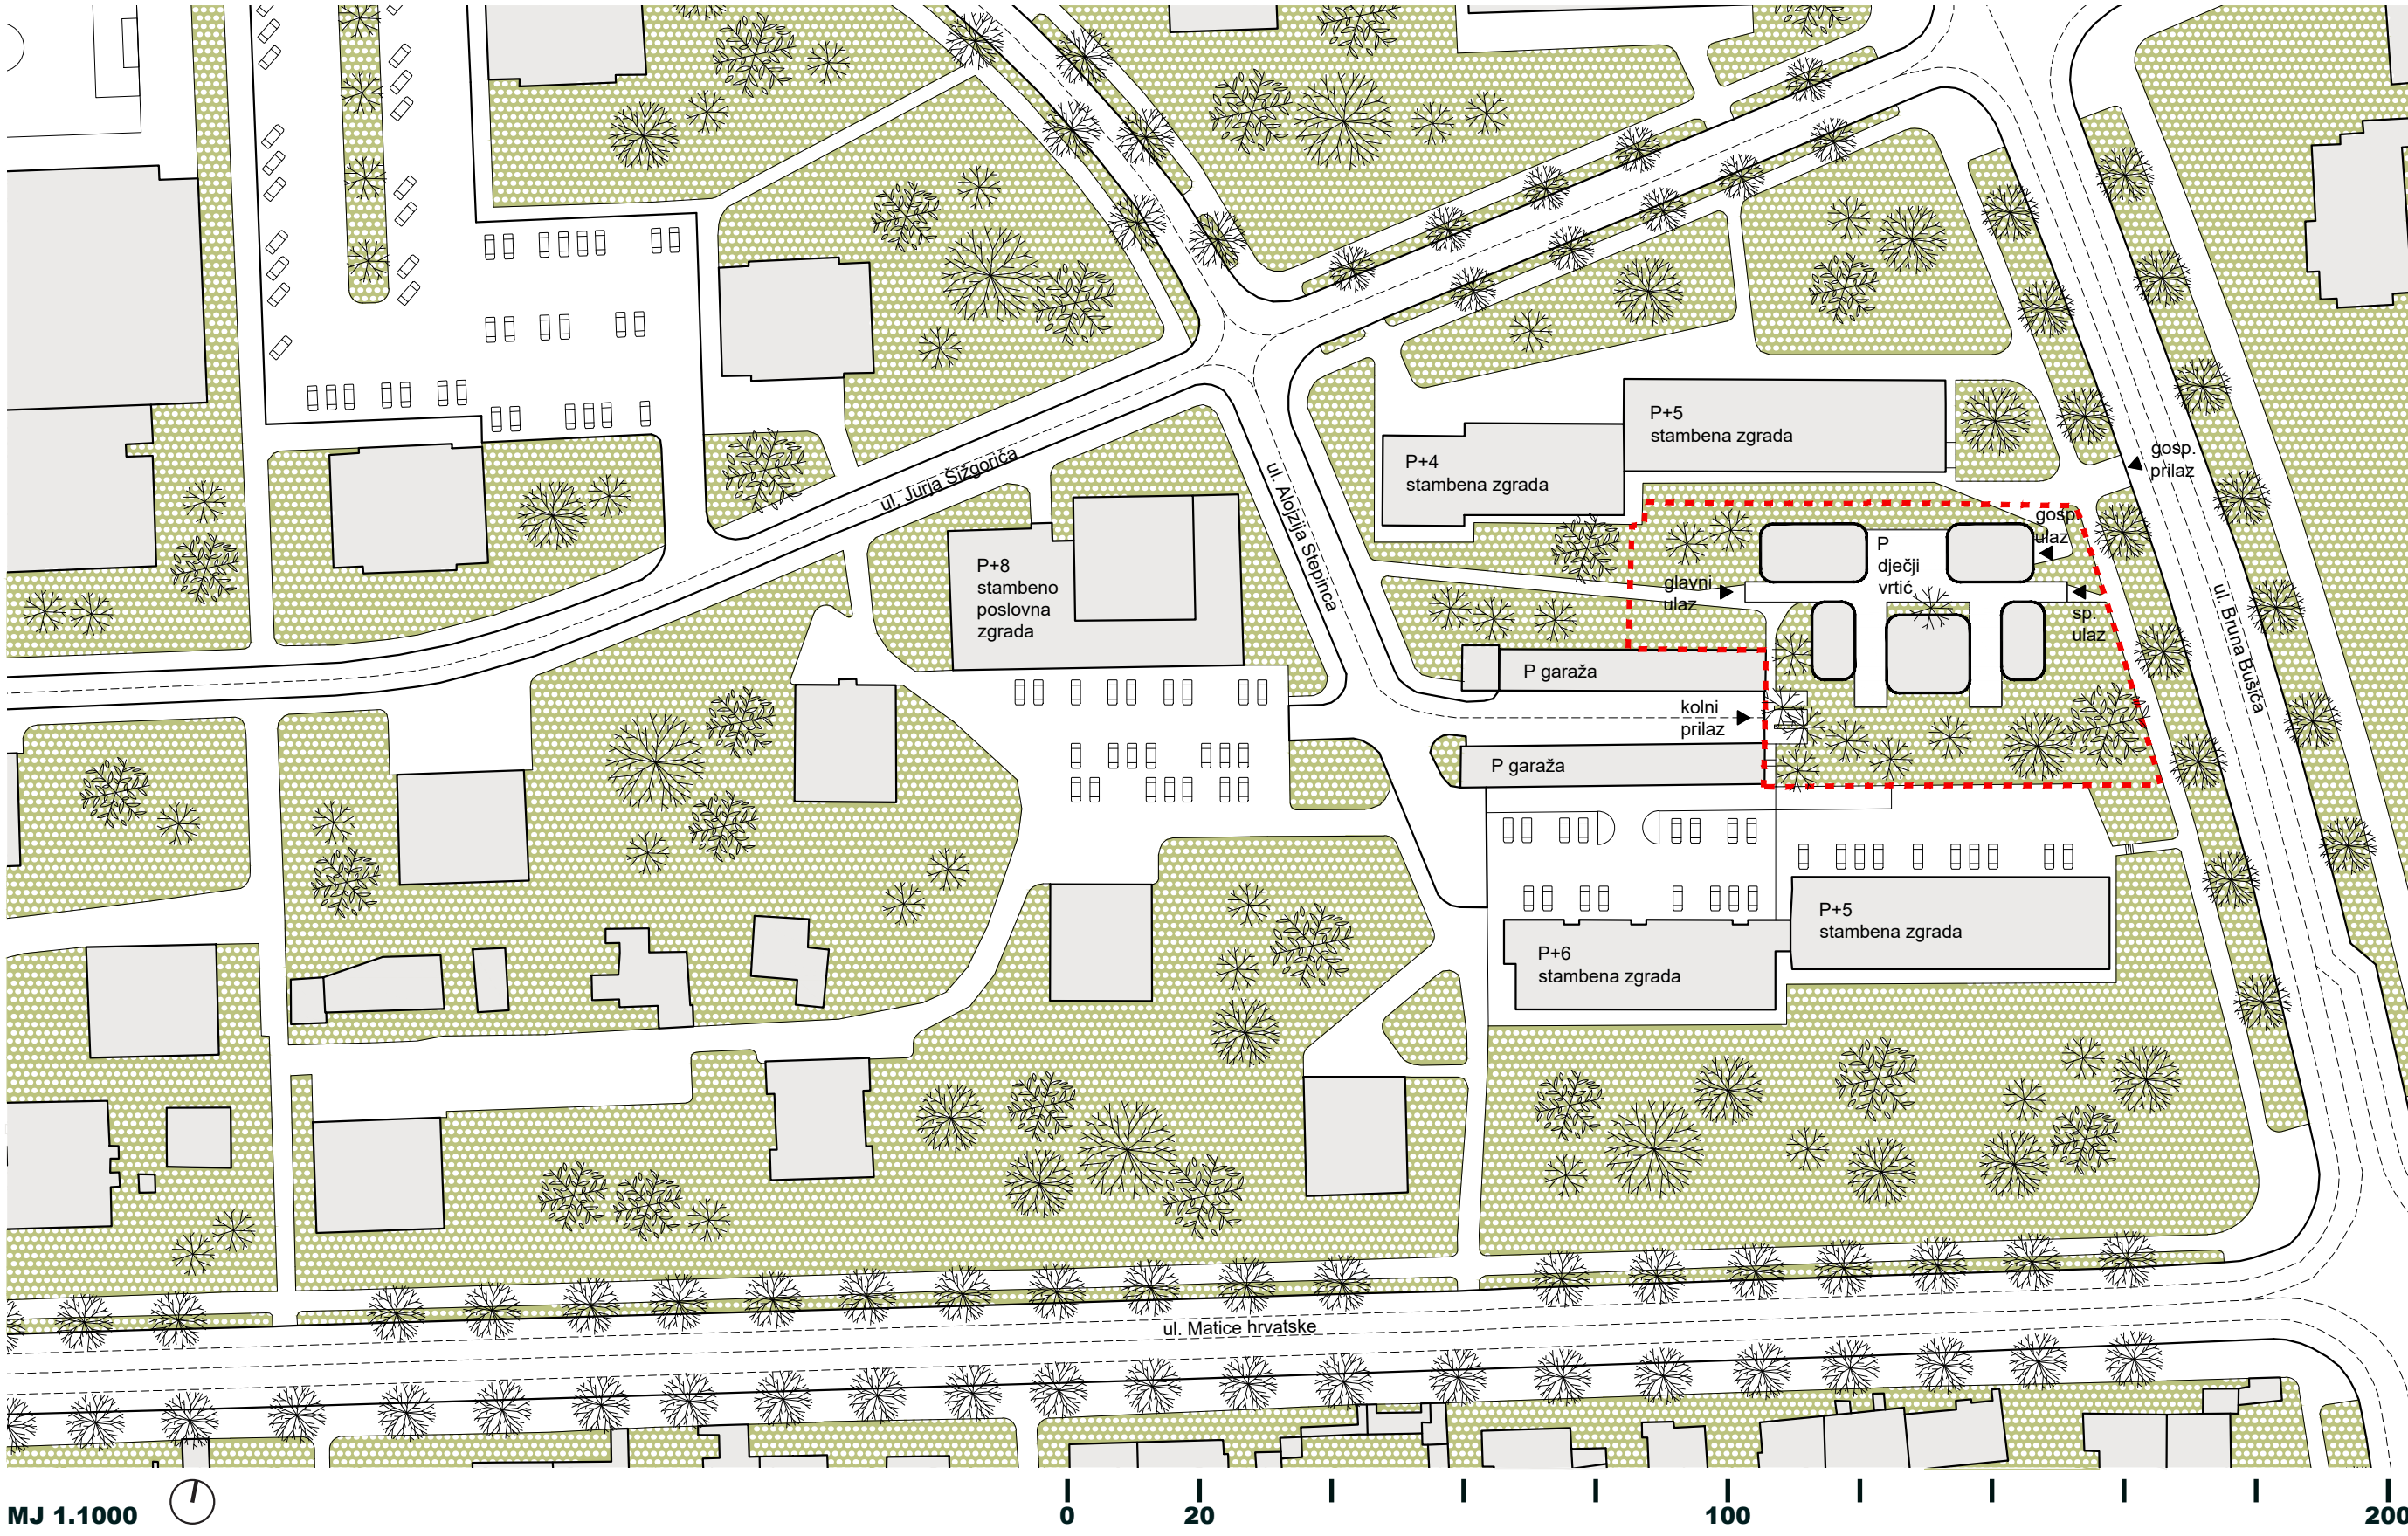 P+5
stambena zgrada
P+4
stambena zgrada
gosp.
prilaz
ul. Jurja Šižgorića
ul. Alojzija Stepinca
gosp.
ulaz
P
dječji
vrtić
glavni
ulaz
sp.
ulaz
P+8
stambeno
poslovna
zgrada
ul. Bruna Bušića
P garaža
kolni
prilaz
P garaža
P+5
stambena zgrada
P+6
stambena zgrada
ul. Matice hrvatske
MJ 1.1000
0 20 100 200